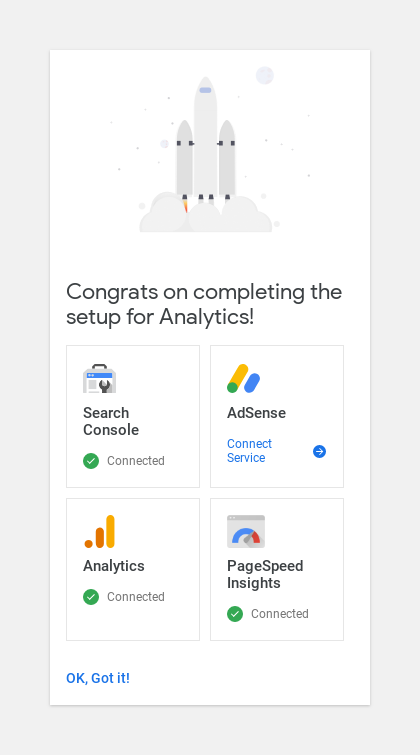 Congrats on completing the
setup for Analytics!
Search
Console
Connected
AdSense
Connect
Service
Analytics
Connected
PageSpeed
Insights
Connected
OK, Got it!